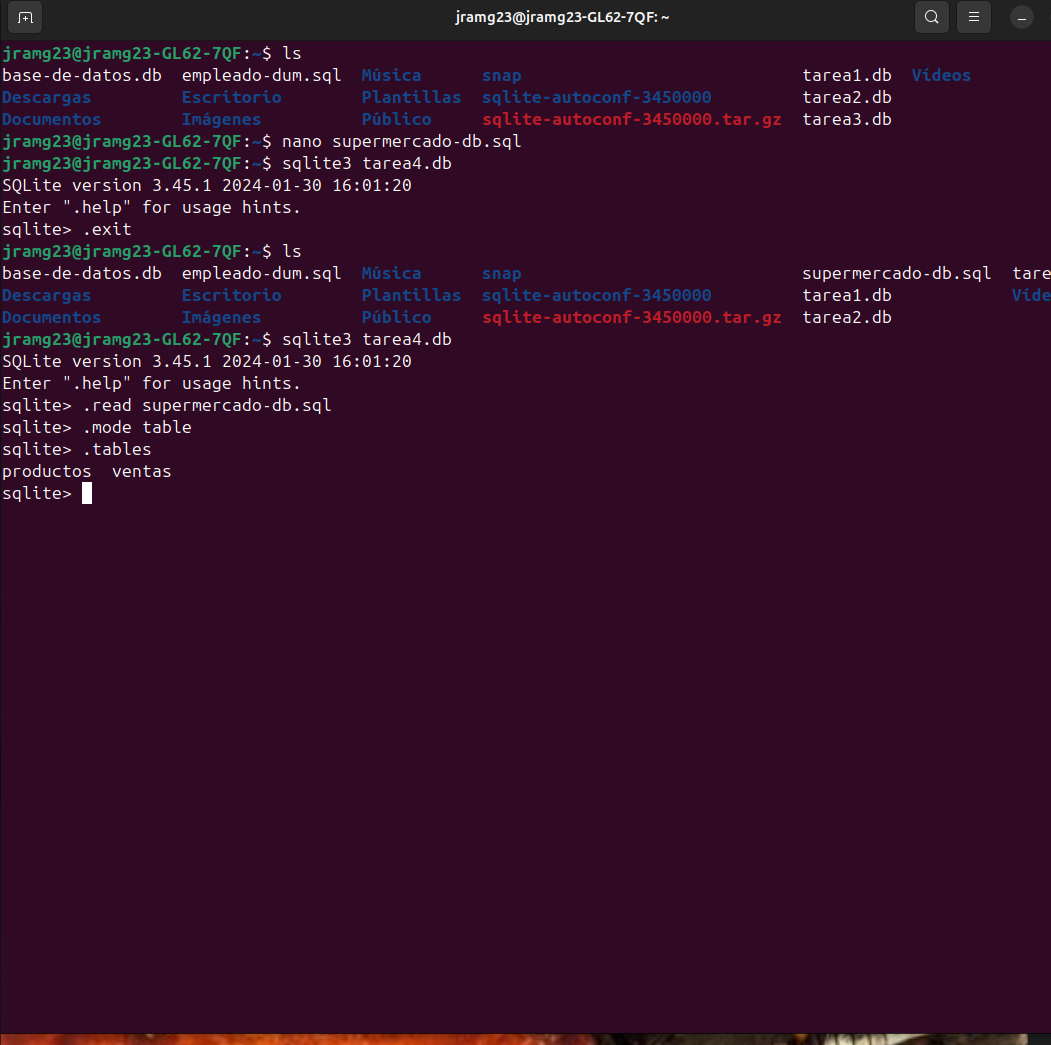 jramg23@jramg23-GL62-7QF: ~
jramg23@jramg23-GL62-7QF:~$ ls
base-de-datos.db  empleado-dum.sql  Música      snap                           tarea1.db  Vídeos
Descargas         Escritorio        Plantillas  sqlite-autoconf-3450000         tarea2.db
Documentos        Imágenes          Público     sqlite-autoconf-3450000.tar.gz  tarea3.db
jramg23@jramg23-GL62-7QF:~$ nano supermercado-db.sql
jramg23@jramg23-GL62-7QF:~$ sqlite3 tarea4.db
SQLite version 3.45.1 2024-01-30 16:01:20
Enter ".help" for usage hints.
sqlite> .exit
jramg23@jramg23-GL62-7QF:~$ ls
base-de-datos.db  empleado-dum.sql  Música      snap                           supermercado-db.sql  tare
Descargas         Escritorio        Plantillas  sqlite-autoconf-3450000         tarea1.db            Víde
Documentos        Imágenes          Público     sqlite-autoconf-3450000.tar.gz  tarea2.db
jramg23@jramg23-GL62-7QF:~$ sqlite3 tarea4.db
SQLite version 3.45.1 2024-01-30 16:01:20
Enter ".help" for usage hints.
sqlite> .read supermercado-db.sql
sqlite> .mode table
sqlite> .tables
productos  ventas
sqlite>